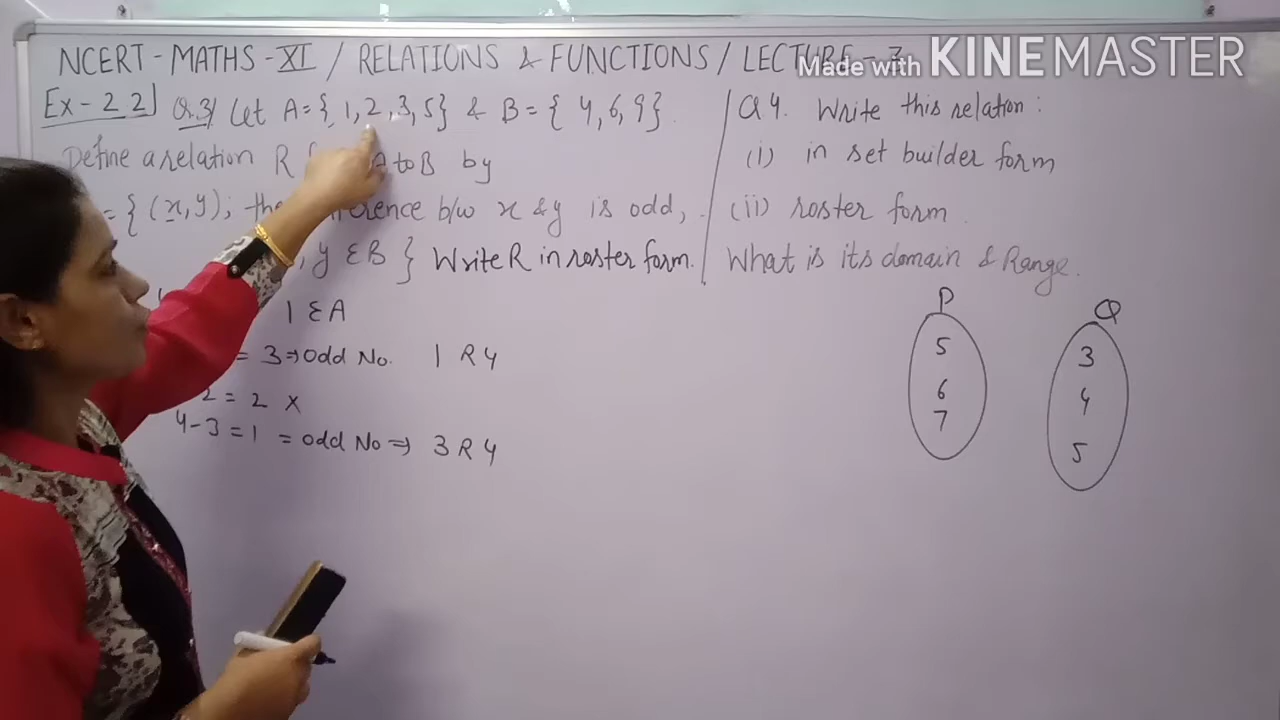 NCERT - MATHS - XI / RELATIONS & FUNCTIONS / LECTURE - 3
Made with KINEMASTER
Ex - 2.2 Q.3/ Let A = { 1, 2, 3, 5} & B = { 4, 6, 9}.
Define a relation R A to B by
= { (x, y); the difference b/w x & y is odd,
, y ε B } Write R in roster form.
1 ε A
= 3 ⇒ Odd No. 1 R 4
2 = 2 x
4 - 3 = 1 = odd No ⇒ 3 R 4
Q 4. Write this relation :
(i) in set builder form
(ii) roster form
What is its domain & Range.
P Q
5 3
6 4
7 5